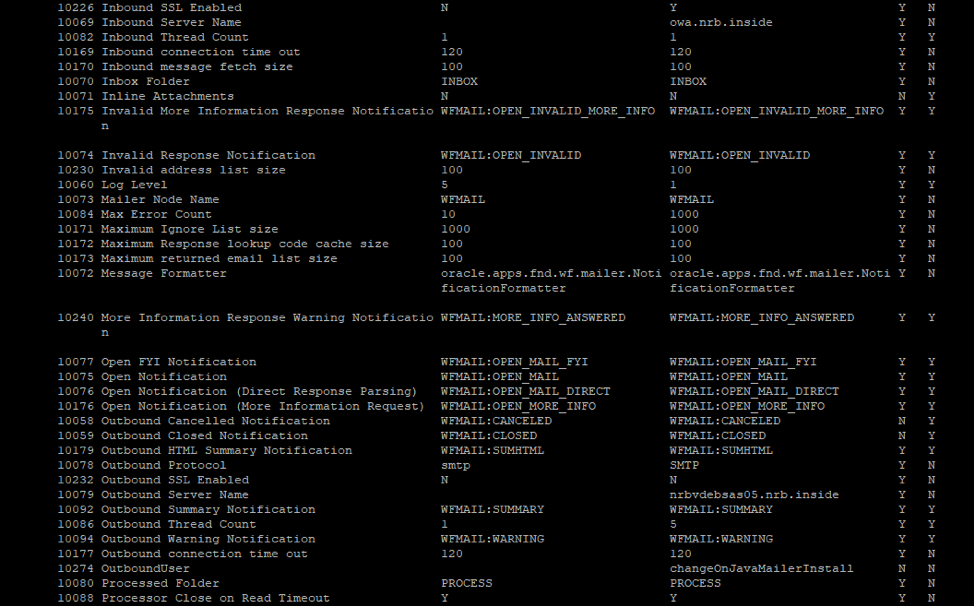 10226 Inbound SSL Enabled N Y Y N
10069 Inbound Server Name owa.nrb.inside Y N
10082 Inbound Thread Count 1 1 Y Y
10169 Inbound connection time out 120 120 Y N
10170 Inbound message fetch size 100 100 Y N
10070 Inbox Folder INBOX INBOX Y N
10071 Inline Attachments N N N Y
10175 Invalid More Information Response Notificatio WFMAIL:OPEN_INVALID_MORE_INFO WFMAIL:OPEN_INVALID_MORE_INFO Y Y
n
10074 Invalid Response Notification WFMAIL:OPEN_INVALID WFMAIL:OPEN_INVALID Y Y
10230 Invalid address list size 100 100 Y N
10060 Log Level 5 1 Y Y
10073 Mailer Node Name WFMAIL WFMAIL Y N
10084 Max Error Count 10 1000 Y N
10171 Maximum Ignore List size 1000 1000 Y N
10172 Maximum Response lookup code cache size 100 100 Y N
10173 Maximum returned email list size 100 100 Y N
10072 Message Formatter oracle.apps.fnd.wf.mailer.Noti oracle.apps.fnd.wf.mailer.Noti Y N
ficationFormatter ficationFormatter
10240 More Information Response Warning Notificatio WFMAIL:MORE_INFO_ANSWERED WFMAIL:MORE_INFO_ANSWERED Y Y
n
10077 Open FYI Notification WFMAIL:OPEN_MAIL_FYI WFMAIL:OPEN_MAIL_FYI Y Y
10075 Open Notification WFMAIL:OPEN_MAIL WFMAIL:OPEN_MAIL Y Y
10076 Open Notification (Direct Response Parsing) WFMAIL:OPEN_MAIL_DIRECT WFMAIL:OPEN_MAIL_DIRECT Y Y
10176 Open Notification (More Information Request) WFMAIL:OPEN_MORE_INFO WFMAIL:OPEN_MORE_INFO Y Y
10058 Outbound Cancelled Notification WFMAIL:CANCELED WFMAIL:CANCELED N Y
10059 Outbound Closed Notification WFMAIL:CLOSED WFMAIL:CLOSED N Y
10179 Outbound HTML Summary Notification WFMAIL:SUMHTML WFMAIL:SUMHTML Y Y
10078 Outbound Protocol smtp SMTP Y N
10232 Outbound SSL Enabled N N Y N
10079 Outbound Server Name nrbvdebsas05.nrb.inside Y N
10092 Outbound Summary Notification WFMAIL:SUMMARY WFMAIL:SUMMARY Y Y
10086 Outbound Thread Count 1 5 Y Y
10094 Outbound Warning Notification WFMAIL:WARNING WFMAIL:WARNING Y Y
10177 Outbound connection time out 120 120 Y N
10274 OutboundUser changeOnJavaMailerInstall N N
10080 Processed Folder PROCESS PROCESS Y N
10088 Processor Close on Read Timeout Y Y Y N